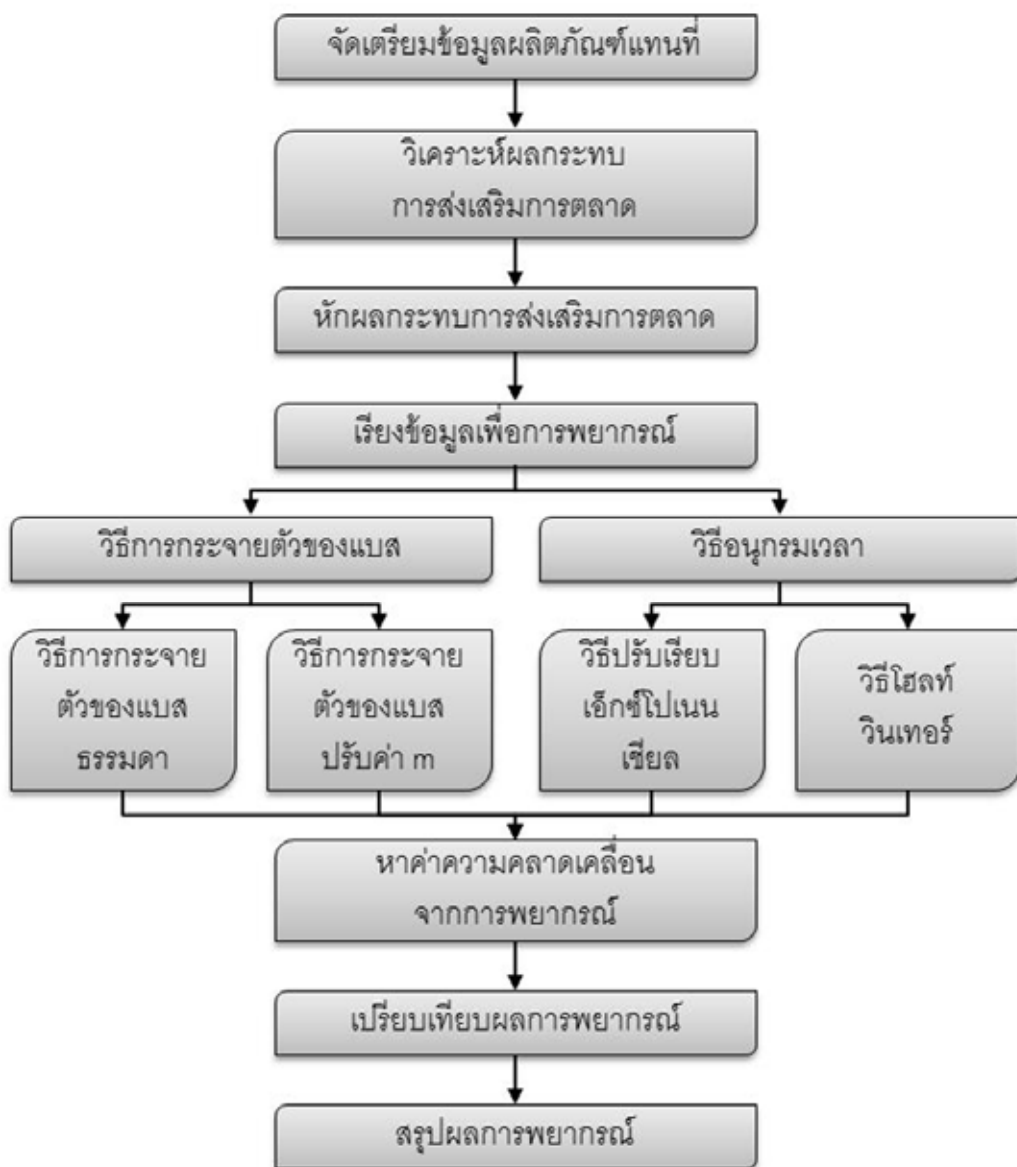 จัดเตรียมข้อมูลผลิตภัณฑ์แทนที่
วิเคราะห์ผลกระทบ
การส่งเสริมการตลาด
หักผลกระทบการส่งเสริมการตลาด
เรียงข้อมูลเพื่อการพยากรณ์
วิธีการกระจายตัวของแบส
วิธีอนุกรมเวลา
วิธีการกระจาย
ตัวของแบส
ธรรมดา
วิธีการกระจาย
ตัวของแบส
ปรับค่า m
วิธีปรับเรียบ
เอ็กซ์โปเนน
เชียล
วิธีโฮลท์
วินเทอร์
หาค่าความคลาดเคลื่อน
จากการพยากรณ์
เปรียบเทียบผลการพยากรณ์
สรุปผลการพยากรณ์